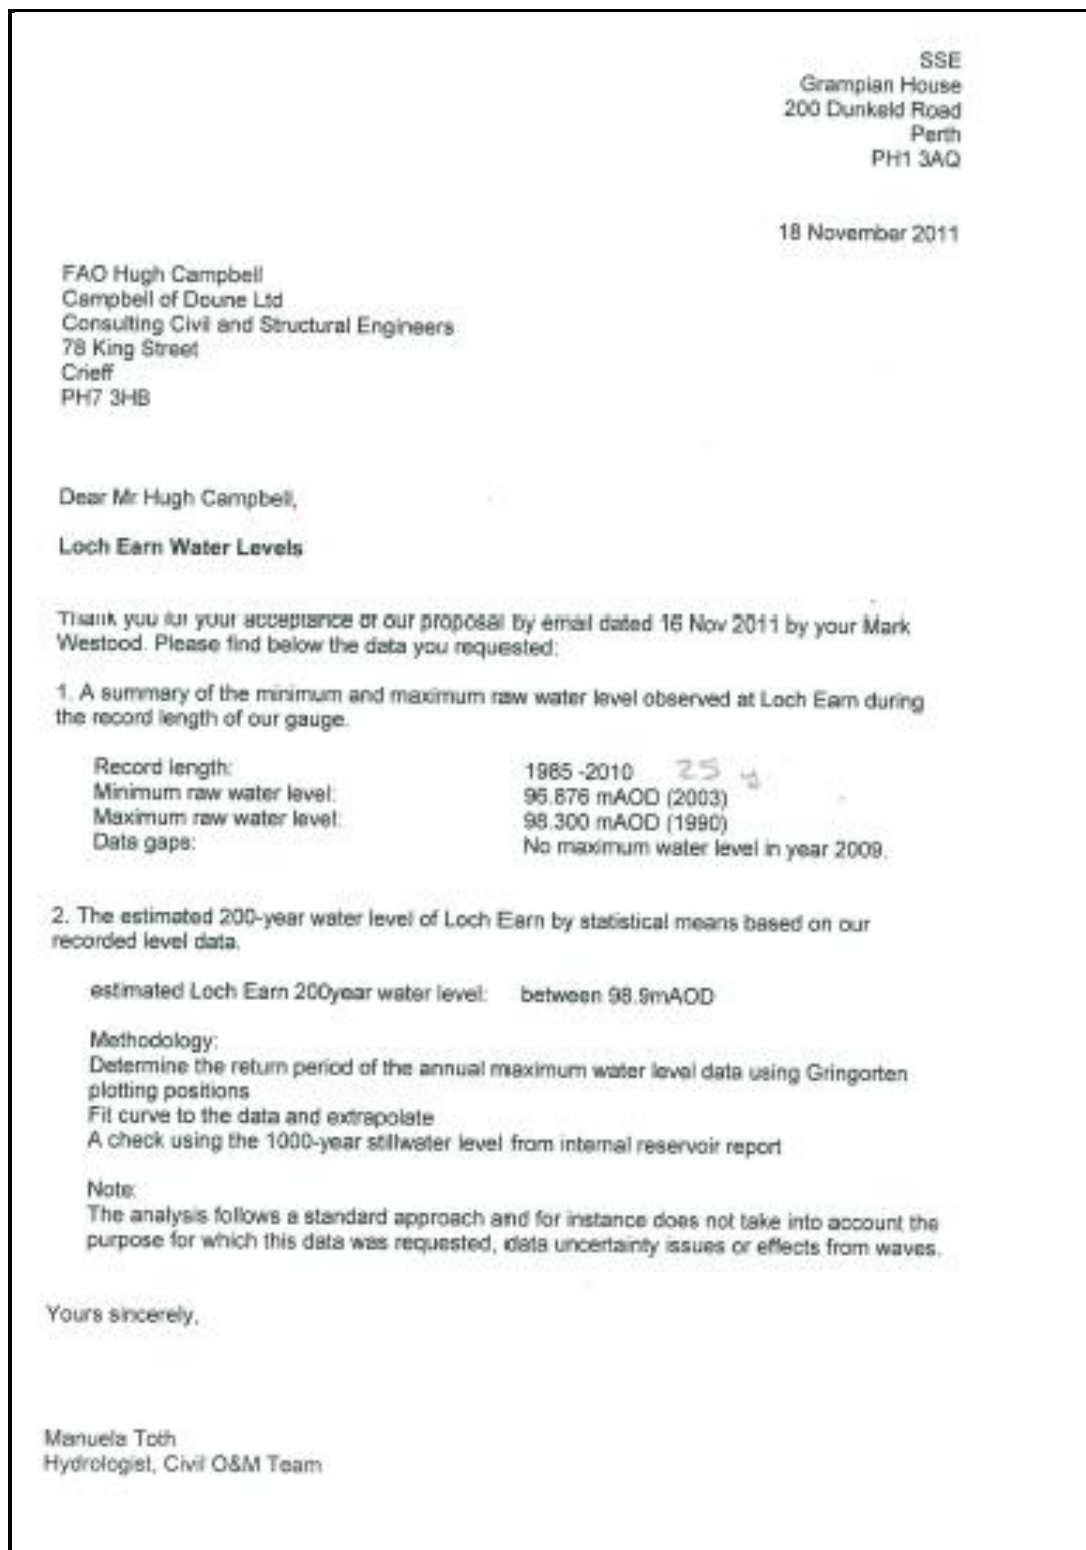 SSE
Grampian House
200 Dunkeld Road
Perth
PH1 3AQ
18 November 2011
FAO Hugh Campbell
Campbell of Doune Ltd
Consulting Civil and Structural Engineers
78 King Street
Crieff
PH7 3HB
Dear Mr Hugh Campbell,
Loch Earn Water Levels
Thank you for your acceptance of our proposal by email dated 16 Nov 2011 by your Mark
Westood. Please find below the data you requested:
1. A summary of the minimum and maximum raw water level observed at Loch Earn during
the record length of our gauge.
Record length: 1985 -2010 25 y
Minimum raw water level: 96.876 mAOD (2003)
Maximum raw water level: 98.300 mAOD (1990)
Data gaps: No maximum water level in year 2009.
2. The estimated 200-year water level of Loch Earn by statistical means based on our
recorded level data.
estimated Loch Earn 200year water level: between 98.9mAOD
Methodology:
Determine the return period of the annual maximum water level data using Gringorten
plotting positions
Fit curve to the data and extrapolate
A check using the 1000-year stillwater level from internal reservoir report
Note:
The analysis follows a standard approach and for instance does not take into account the
purpose for which this data was requested, data uncertainty issues or effects from waves.
Yours sincerely,
Manuela Toth
Hydrologist, Civil O&M Team